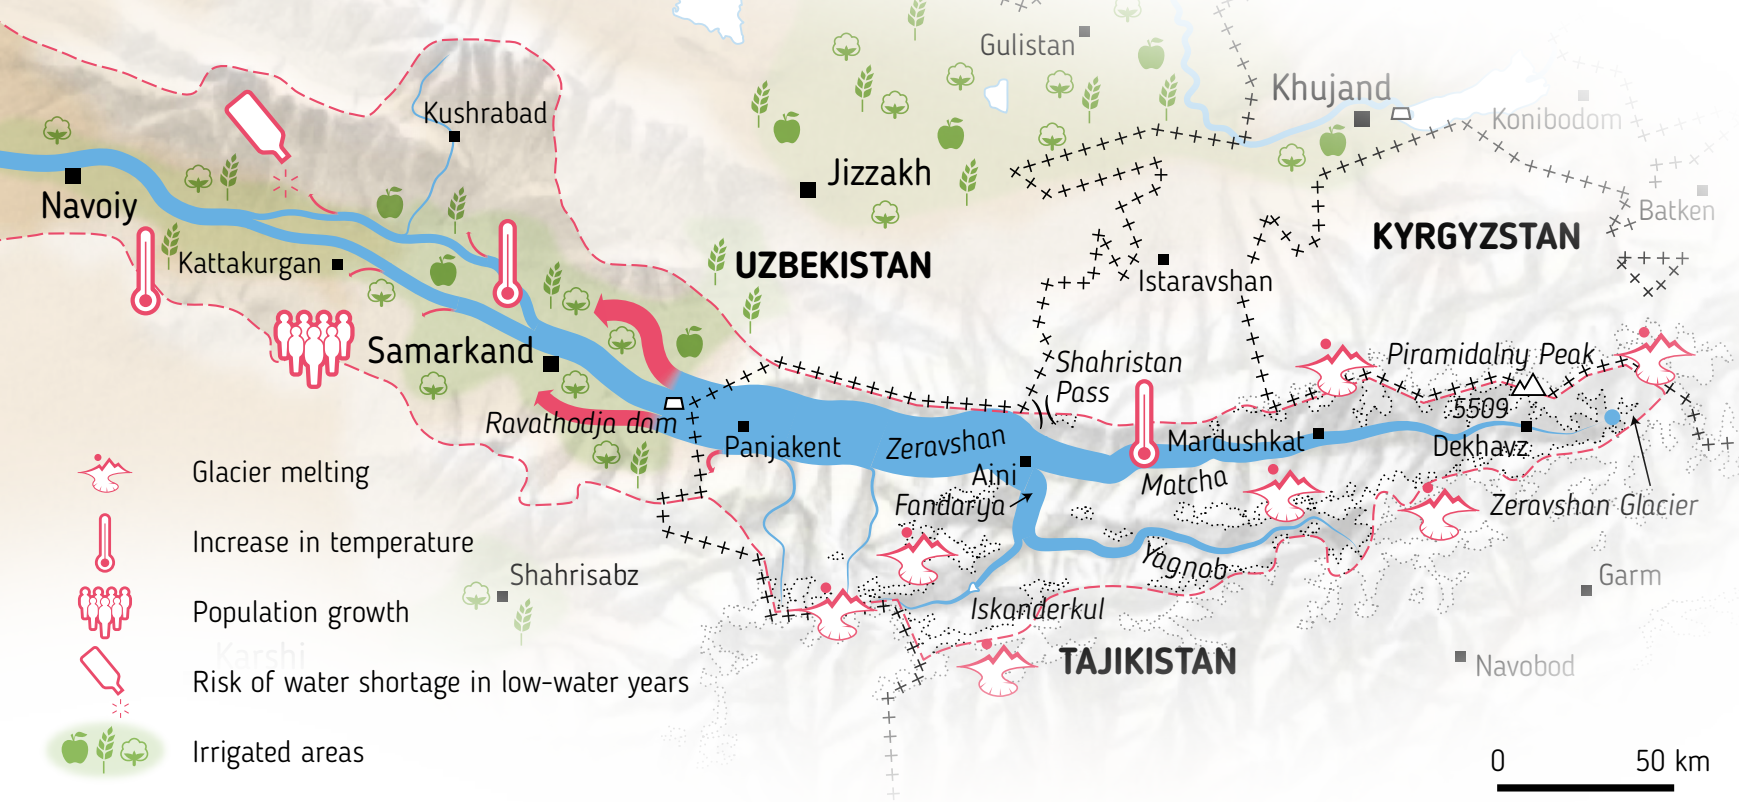 Gulistan
Khujand
Konibodom
Kushrabad
Jizzakh
Navoiy
Batken
KYRGYZSTAN
UZBEKISTAN
Kattakurgan
Istaravshan
Samarkand
Shahristan
Pass
Piramidalny Peak
5509
Ravathodja dam
Panjakent
Zeravshan
Mardushkat
Dekhavz
Aini
Matcha
Fandarya
Zeravshan Glacier
Yagnob
Shahrisabz
Garm
Iskanderkul
TAJIKISTAN
Navobod
Karshi
Glacier melting
Increase in temperature
Population growth
Risk of water shortage in low-water years
Irrigated areas
0 50 km